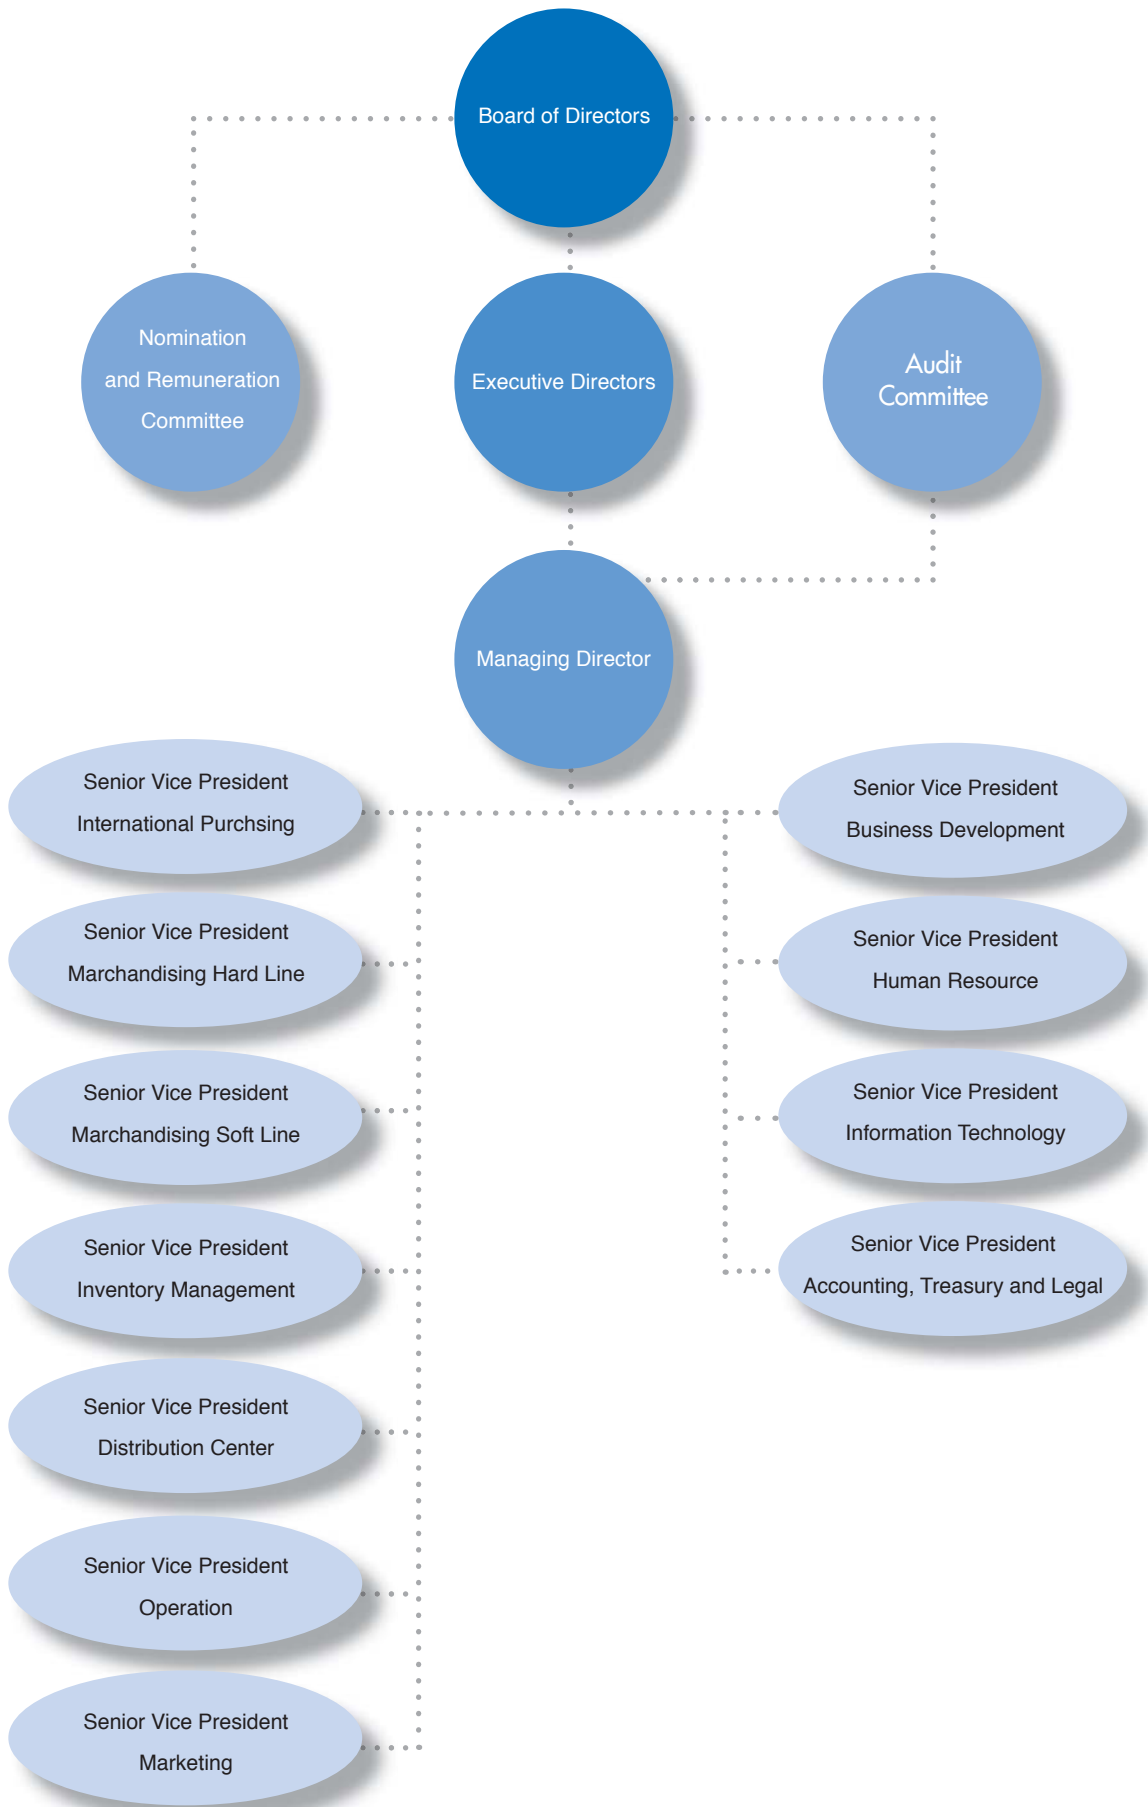 Board of Directors
Nomination
and Remuneration
Committee
Executive Directors
Audit
Committee
Managing Director
Senior Vice President
International Purchsing
Senior Vice President
Marchandising Hard Line
Senior Vice President
Marchandising Soft Line
Senior Vice President
Inventory Management
Senior Vice President
Distribution Center
Senior Vice President
Operation
Senior Vice President
Marketing
Senior Vice President
Business Development
Senior Vice President
Human Resource
Senior Vice President
Information Technology
Senior Vice President
Accounting, Treasury and Legal